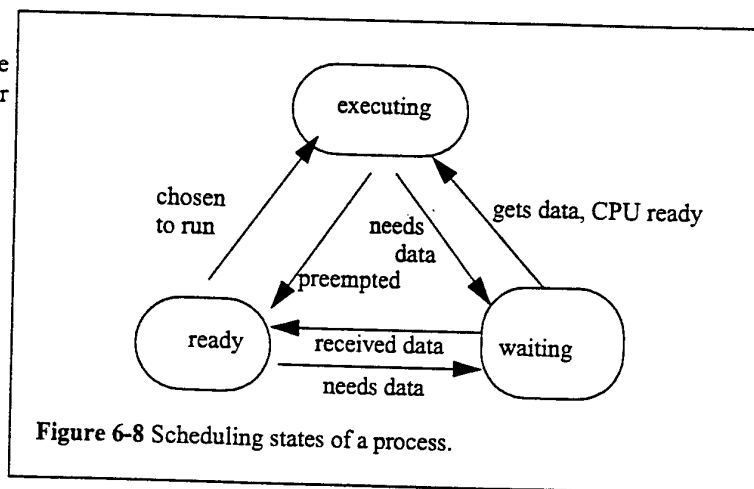 e
r
executing
chosen
to run
gets data, CPU ready
needs
data
preempted
ready
received data
waiting
needs data
Figure 6-8 Scheduling states of a process.